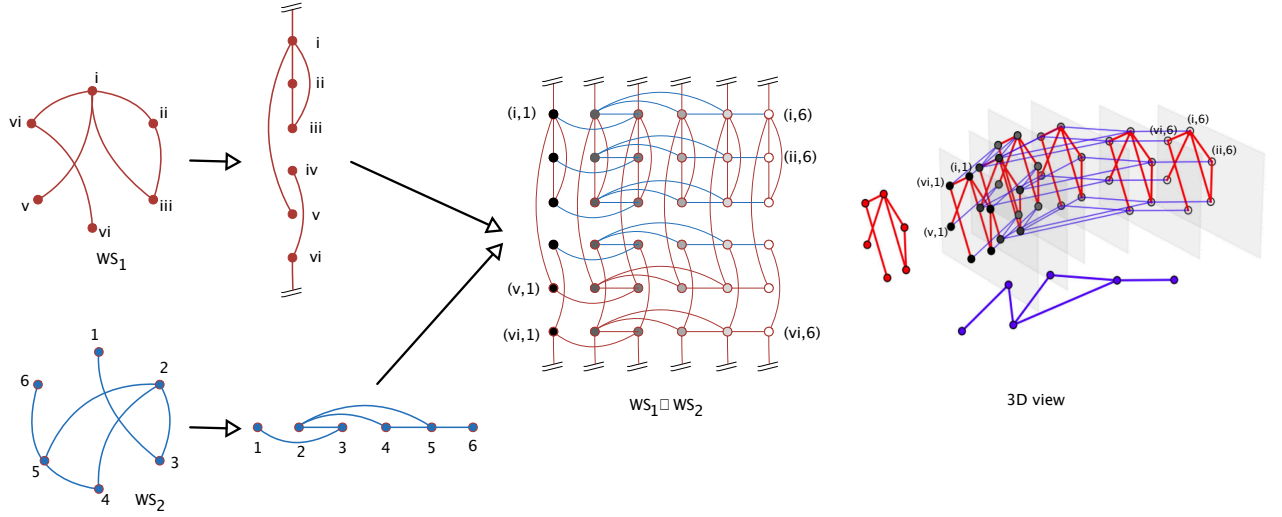 i
vi
ii
v
iii
vi
WS1
i
ii
iii
iv
v
vi
1
6
2
5
3
4
WS2
1
2
3
4
5
6
(i,1)
(i,6)
(ii,6)
(v,1)
(vi,1)
(vi,6)
WS1□WS2
(i,6)
(vi,6)
(ii,6)
(i,1)
(vi,1)
(v,1)
3D view